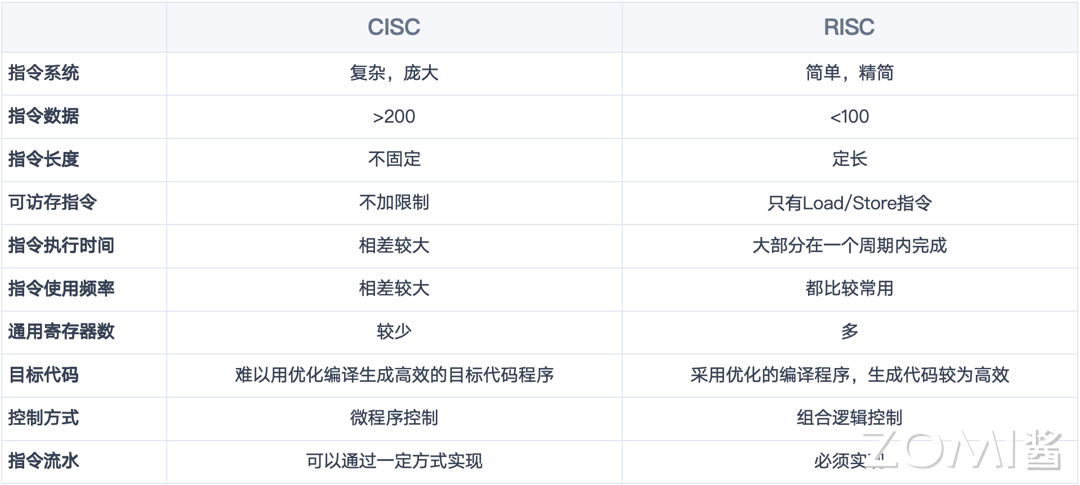 CISC RISC
指令系统 复杂，庞大 简单，精简
指令数据 >200 <100
指令长度 不固定 定长
可访存指令 不加限制 只有Load/Store指令
指令执行时间 相差较大 大部分在一个周期内完成
指令使用频率 相差较大 都比较常用
通用寄存器数 较少 多
目标代码 难以用优化编译生成高效的目标代码程序 采用优化的编译程序，生成代码较为高效
控制方式 微程序控制 组合逻辑控制
指令流水 可以通过一定方式实现 必须实现
ZOMI酱